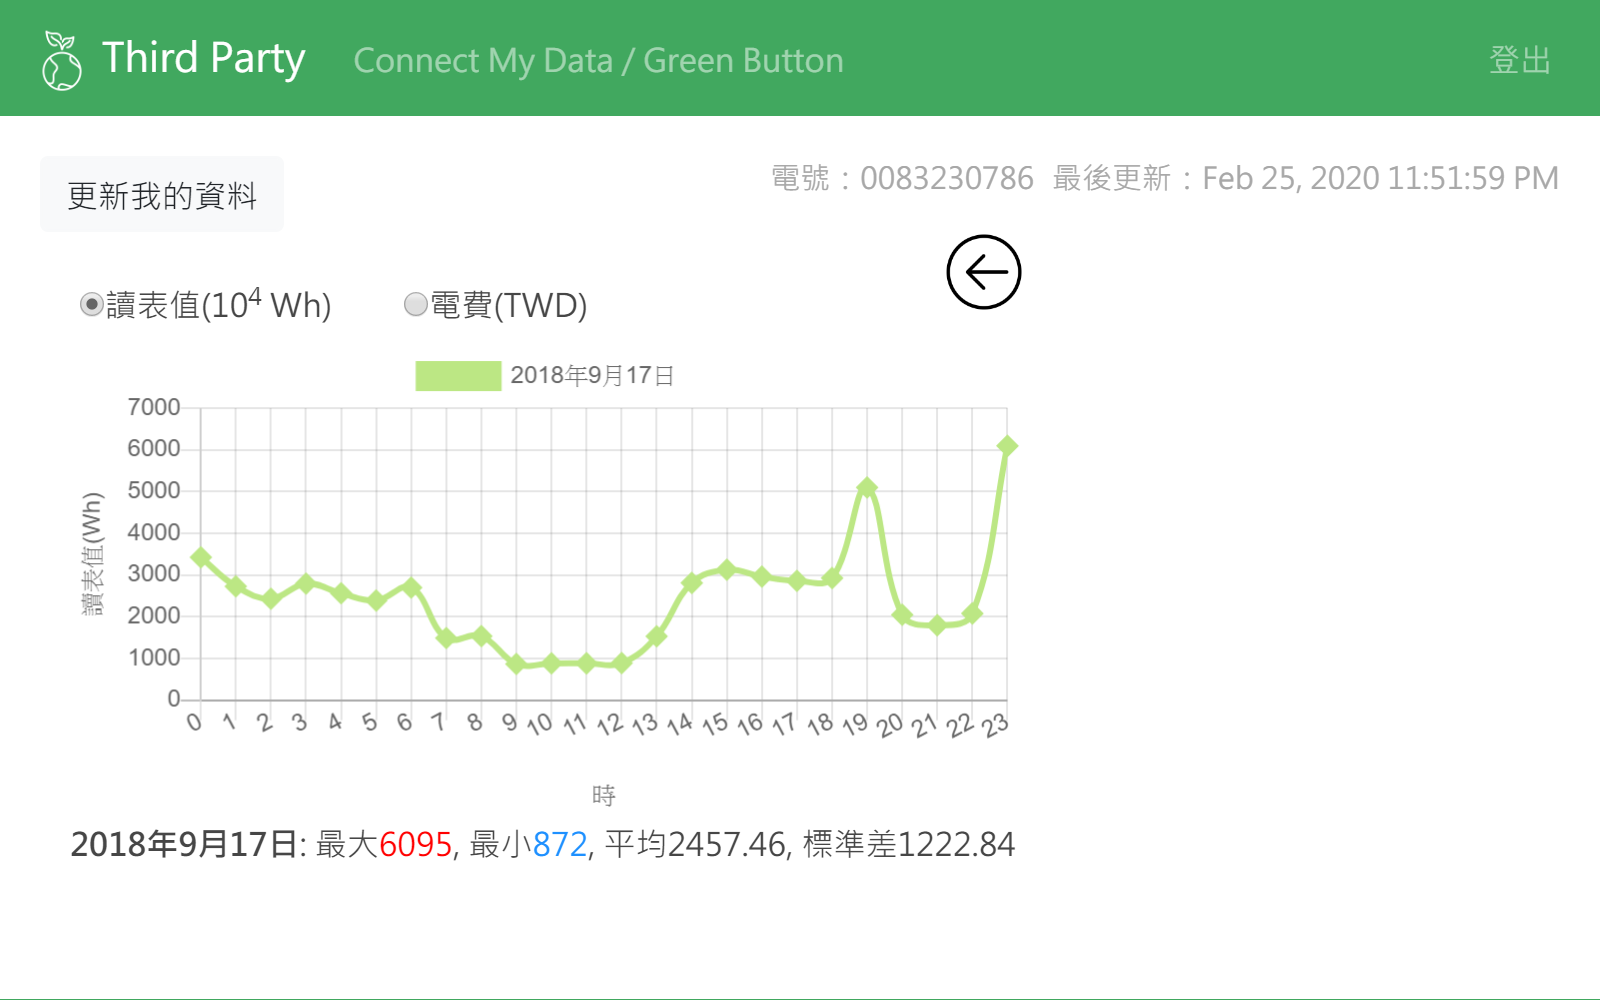 Third Party Connect My Data / Green Button 登出
更新我的資料 電號：0083230786 最後更新：Feb 25, 2020 11:51:59 PM
讀表值(10⁴ Wh) 電費(TWD)
2018年9月17日
7000
6000
5000
4000
3000
2000
1000
0
讀表值(Wh)
0 1 2 3 4 5 6 7 8 9 10 11 12 13 14 15 16 17 18 19 20 21 22 23
時
2018年9月17日: 最大6095, 最小872, 平均2457.46, 標準差1222.84